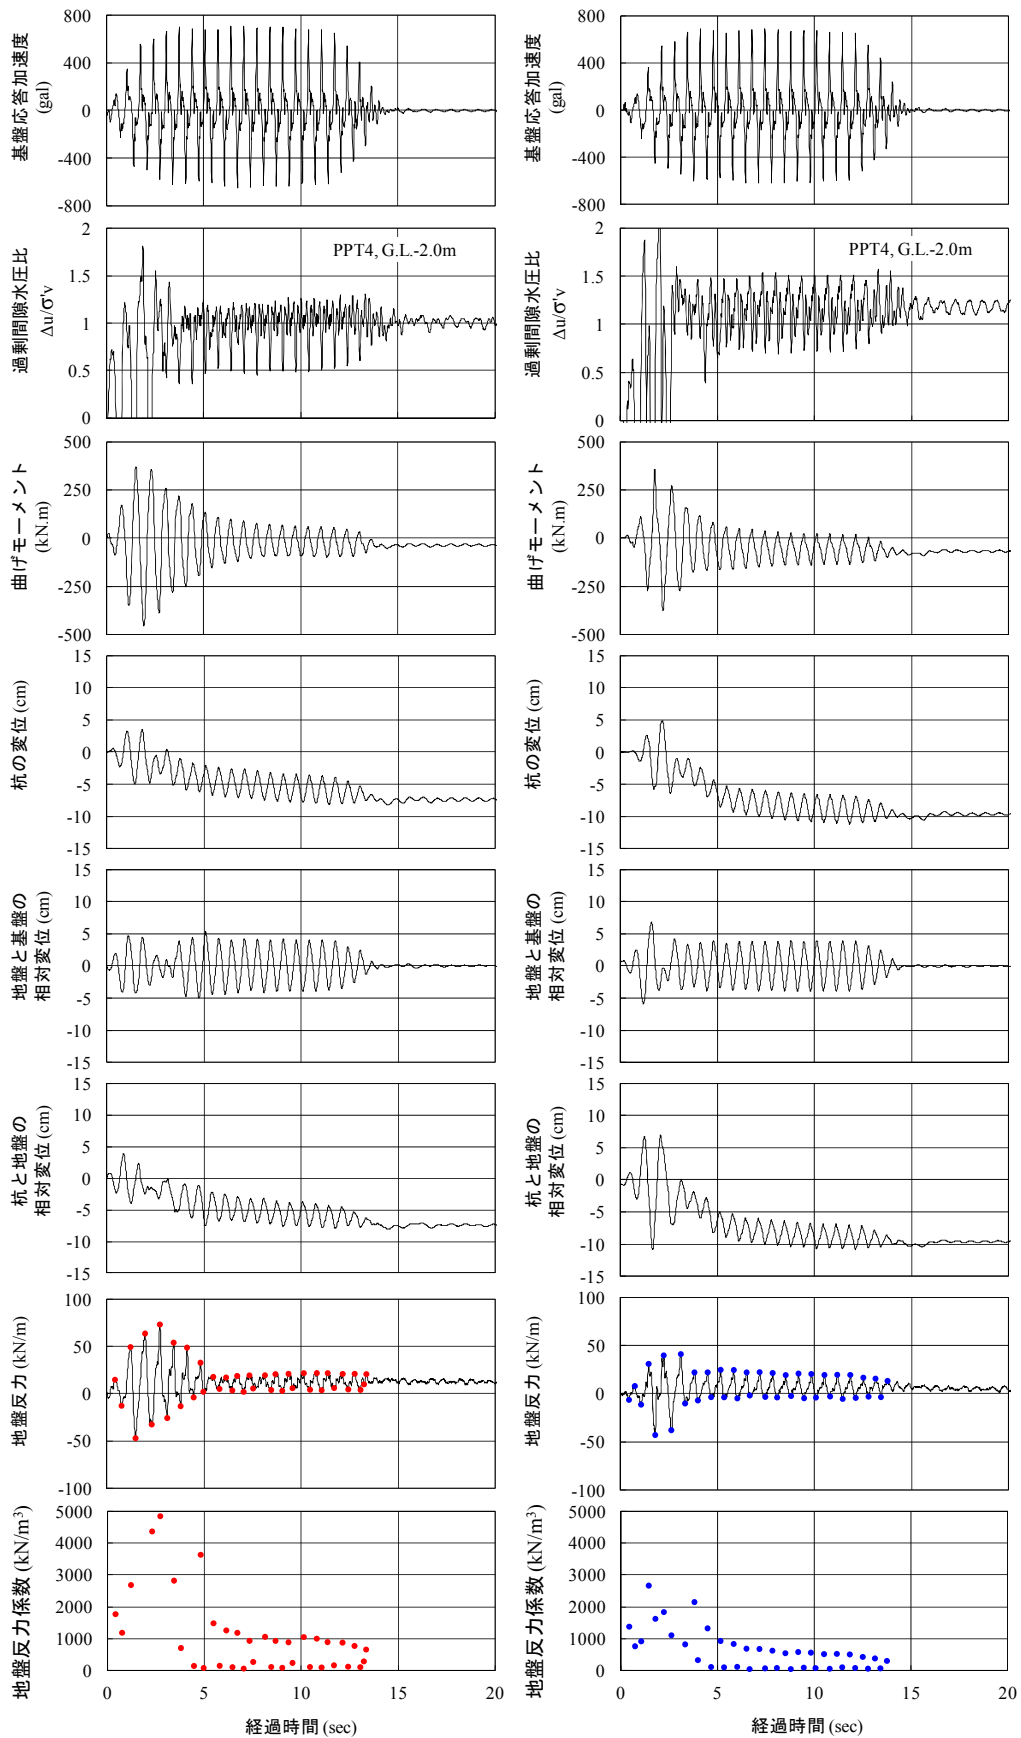 基盤応答加速度
(gal)
800
400
0
-400
-800
基盤応答加速度
(gal)
800
400
0
-400
-800
過剰間隙水圧比
Δu/σ'v
2
1.5
1
0.5
0
PPT4, G.L.-2.0m
過剰間隙水圧比
Δu/σ'v
2
1.5
1
0.5
0
PPT4, G.L.-2.0m
曲げモーメント
(kN.m)
500
250
0
-250
-500
曲げモーメント
(kN.m)
500
250
0
-250
-500
杭の変位 (cm)
15
10
5
0
-5
-10
-15
杭の変位 (cm)
15
10
5
0
-5
-10
-15
地盤と基盤の
相対変位 (cm)
15
10
5
0
-5
-10
-15
地盤と基盤の
相対変位 (cm)
15
10
5
0
-5
-10
-15
杭と地盤の
相対変位 (cm)
15
10
5
0
-5
-10
-15
杭と地盤の
相対変位 (cm)
15
10
5
0
-5
-10
-15
地盤反力 (kN/m)
100
50
0
-50
-100
地盤反力 (kN/m)
100
50
0
-50
-100
地盤反力係数 (kN/m³)
5000
4000
3000
2000
1000
0
0 5 10 15 20
経過時間 (sec)
地盤反力係数 (kN/m³)
5000
4000
3000
2000
1000
0
0 5 10 15 20
経過時間 (sec)